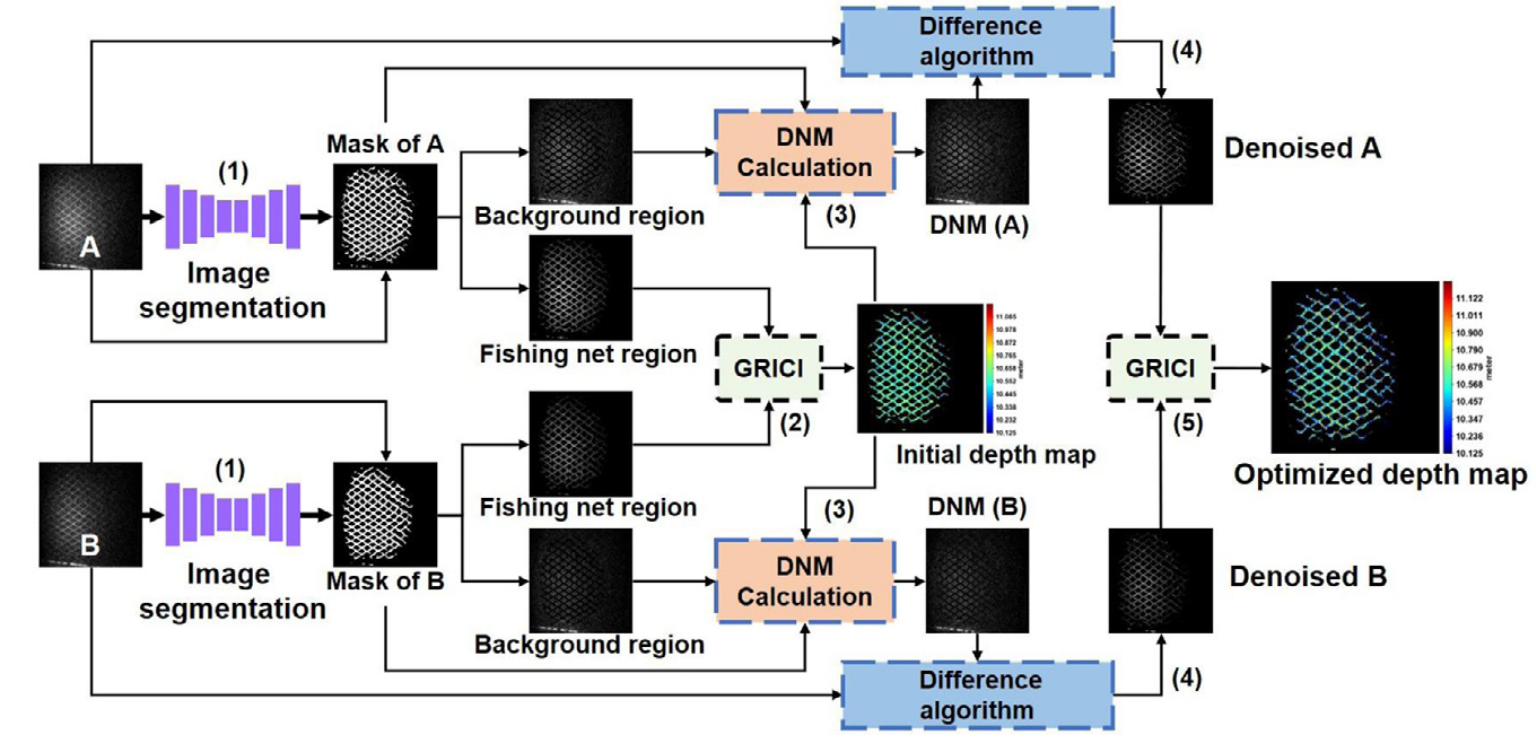 Difference
algorithm
(4)
Mask of A
(1)
A
Image
segmentation
Background region
DNM
Calculation
(3)
DNM (A)
Denoised A
Fishing net region
GRICI
(2)
11.085
10.978
10.872
10.765
10.658
10.552
10.445
10.338
10.232
10.125
meter
Initial depth map
GRICI
(5)
11.122
11.011
10.900
10.790
10.679
10.568
10.457
10.347
10.236
10.125
meter
Optimized depth map
(1)
B
Image
segmentation
Mask of B
Fishing net region
Background region
(3)
DNM
Calculation
DNM (B)
Denoised B
Difference
algorithm
(4)